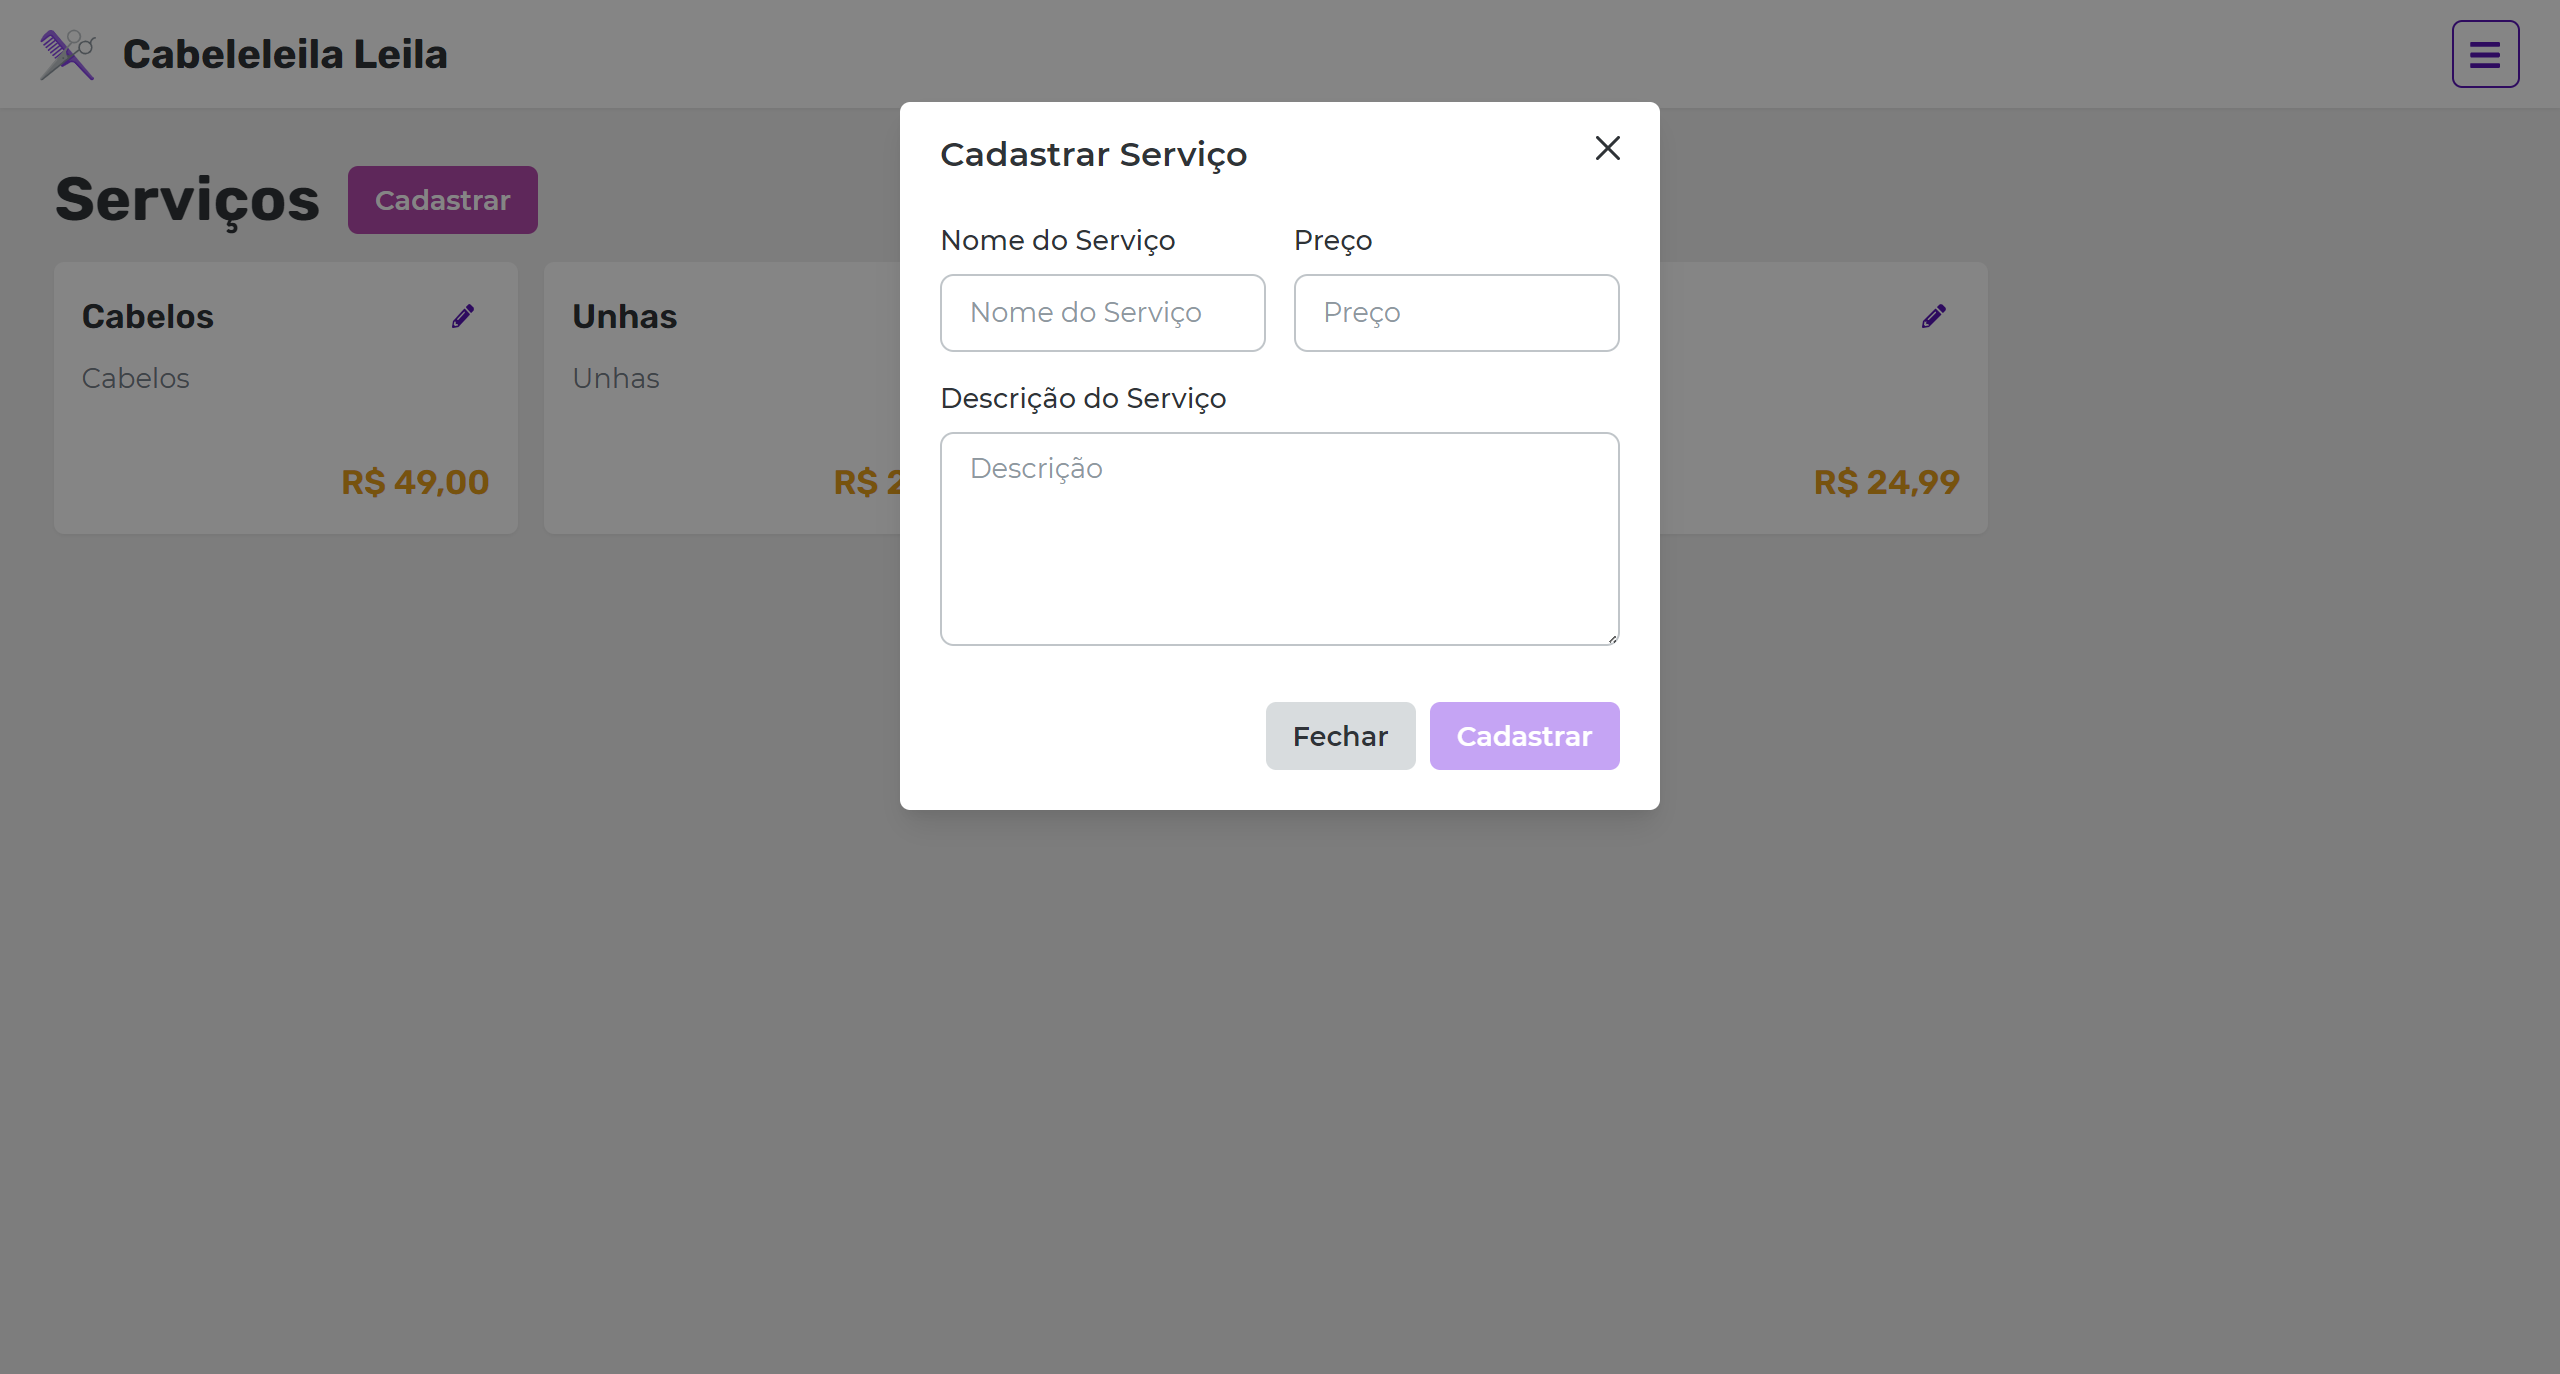 Cabeleleila Leila
Serviços
Cadastrar
Cabelos
Cabelos
R$ 49,00
Unhas
Unhas
R$ 2
R$ 24,99
Cadastrar Serviço
Nome do Serviço
Preço
Nome do Serviço
Preço
Descrição do Serviço
Descrição
Fechar
Cadastrar